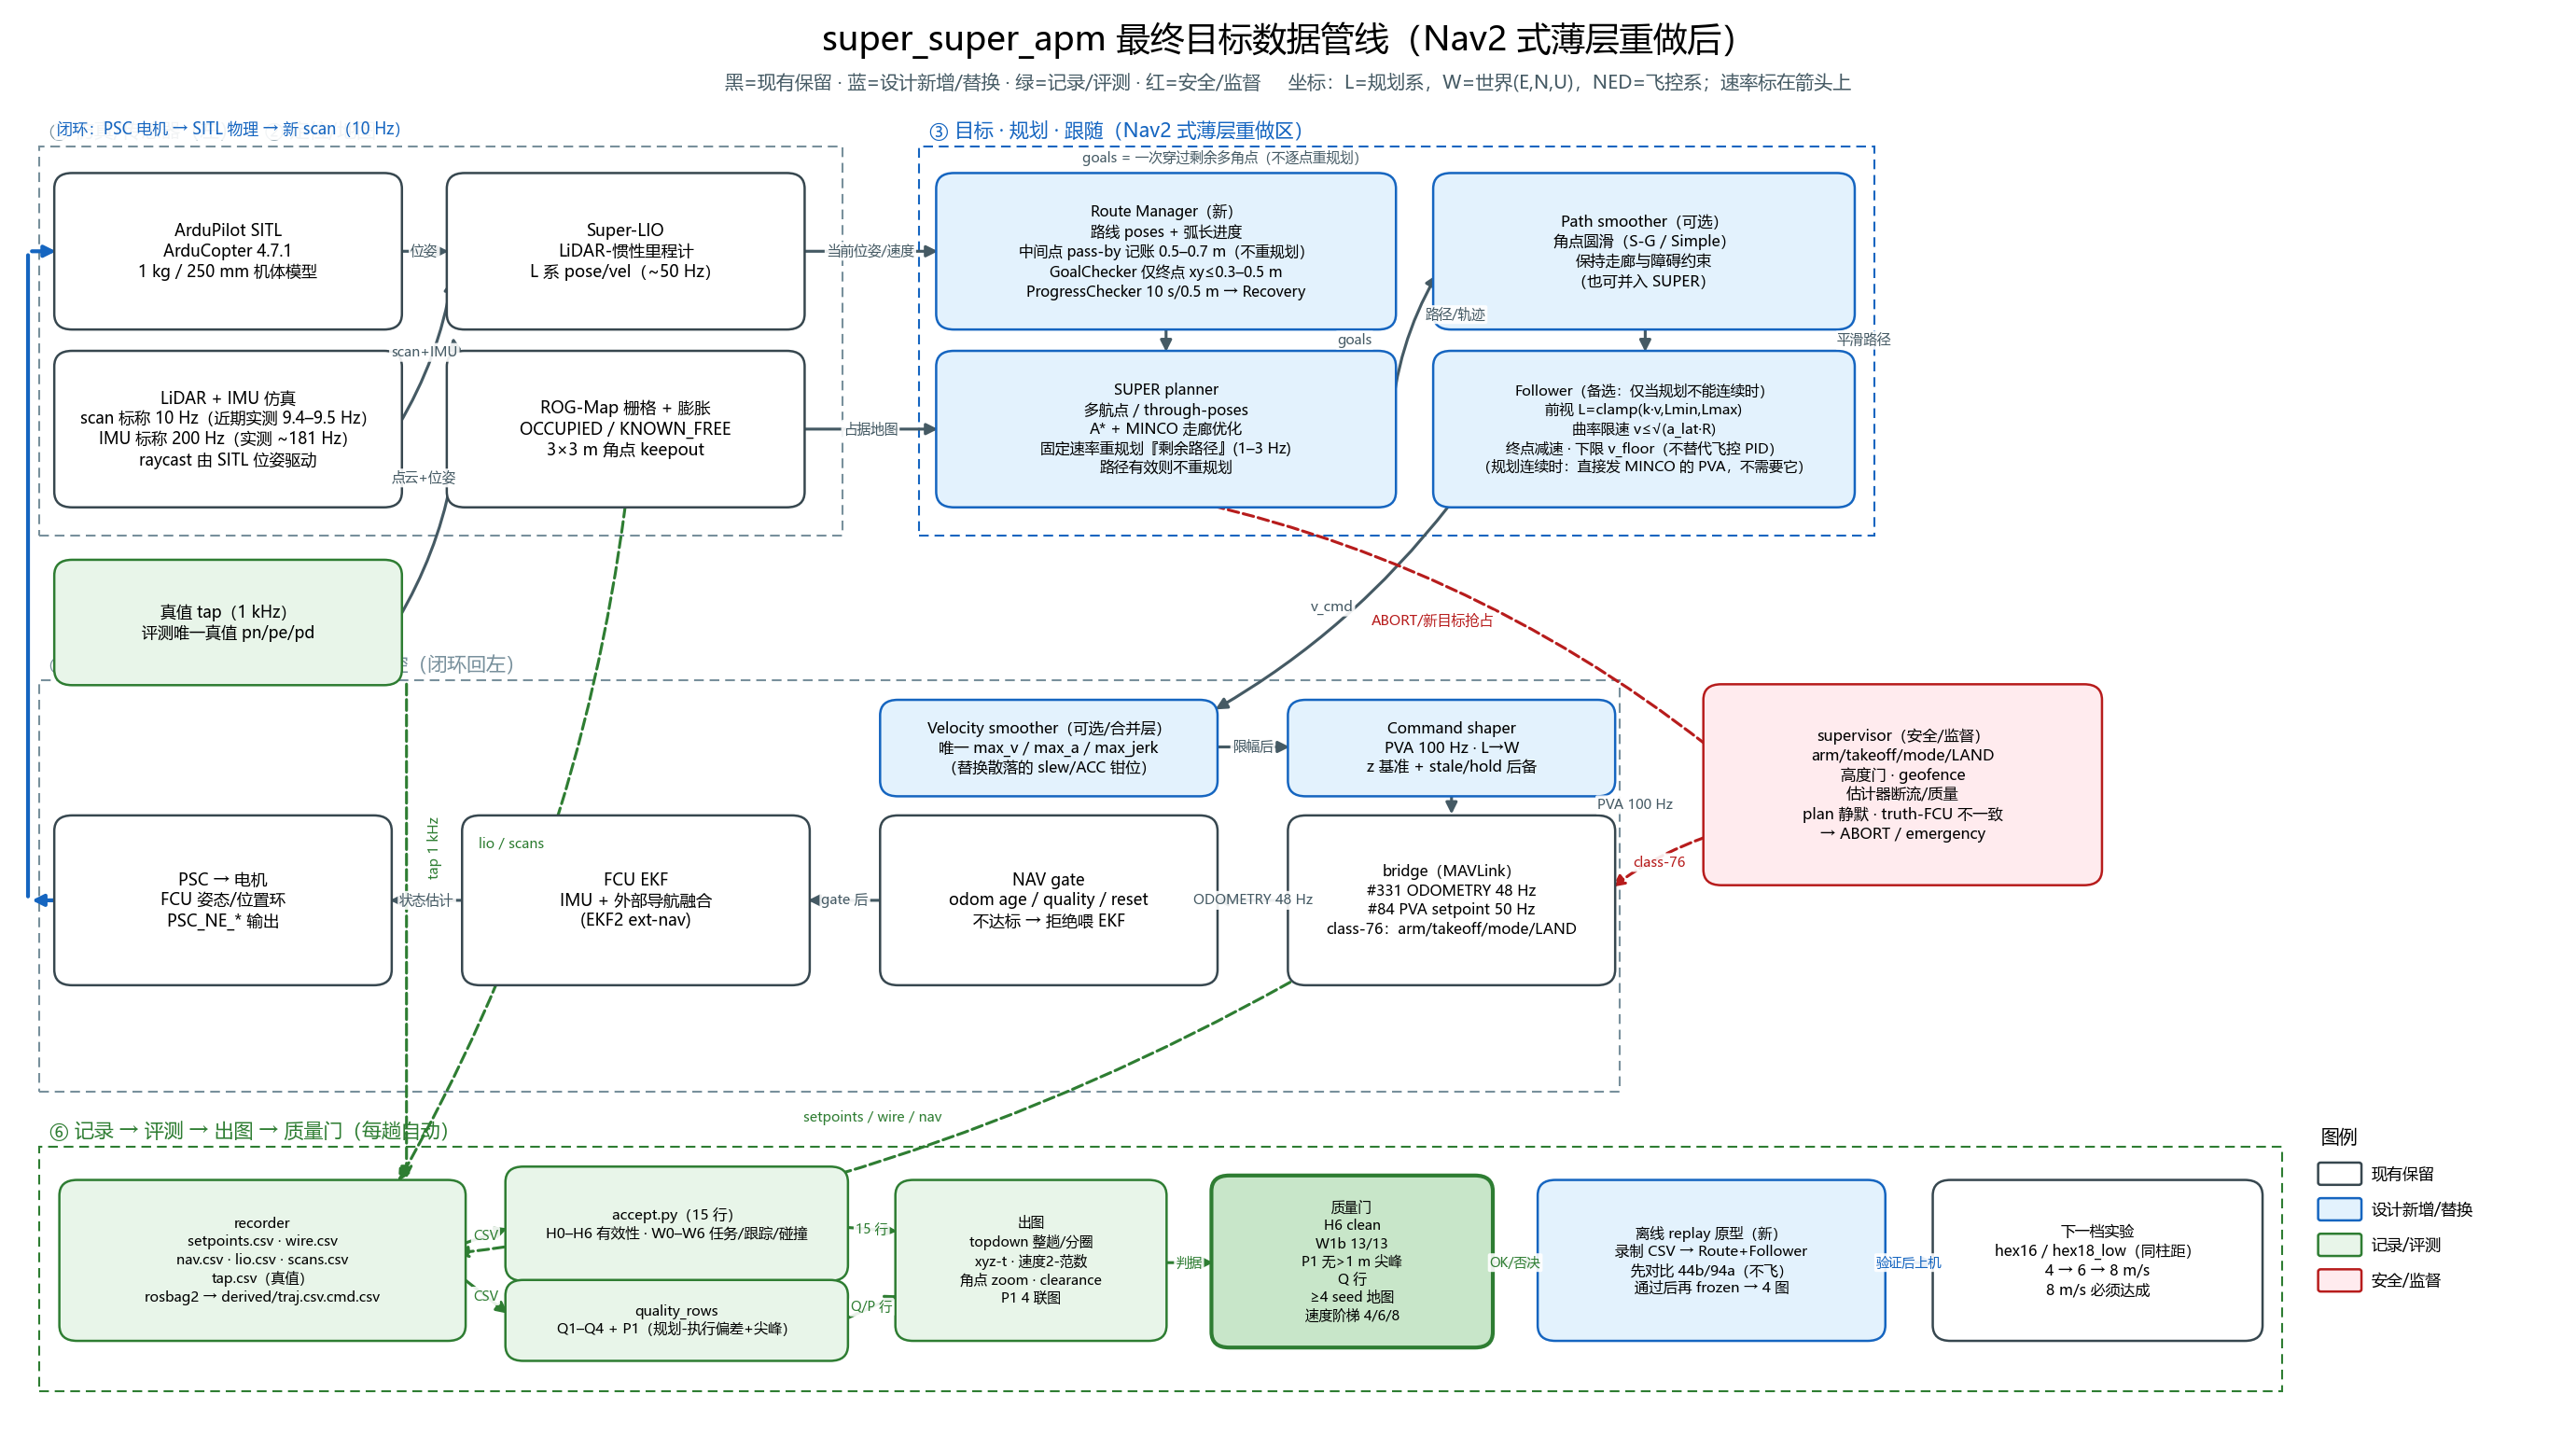 super_super_apm 最终目标数据管线（Nav2 式薄层重做后）
黑=现有保留 · 蓝=设计新增/替换 · 绿=记录/评测 · 红=安全/监督 坐标：L=规划系，W=世界(E,N,U)，NED=飞控系；速率标在箭头上
闭环：PSC 电机 → SITL 物理 → 新 scan（10 Hz）
③ 目标 · 规划 · 跟随（Nav2 式薄层重做区）
goals = 一次穿过剩余多角点（不逐点重规划）
ArduPilot SITL
ArduCopter 4.7.1
1 kg / 250 mm 机体模型
位姿
Super-LIO
LiDAR-惯性里程计
L 系 pose/vel（~50 Hz）
当前位姿/速度
Route Manager（新）
路线 poses + 弧长进度
中间点 pass-by 记账 0.5–0.7 m（不重规划）
GoalChecker 仅终点 xy≤0.3–0.5 m
ProgressChecker 10 s/0.5 m → Recovery
Path smoother（可选）
角点圆滑（S-G / Simple）
保持走廊与障碍约束
（也可并入 SUPER）
路径/轨迹
goals
平滑路径
scan+IMU
LiDAR + IMU 仿真
scan 标称 10 Hz（近期实测 9.4–9.5 Hz）
IMU 标称 200 Hz（实测 ~181 Hz）
raycast 由 SITL 位姿驱动
点云+位姿
ROG-Map 栅格 + 膨胀
OCCUPIED / KNOWN_FREE
3×3 m 角点 keepout
占据地图
SUPER planner
多航点 / through-poses
A* + MINCO 走廊优化
固定速率重规划『剩余路径』(1–3 Hz)
路径有效则不重规划
Follower（备选：仅当规划不能连续时）
前视 L=clamp(k·v,Lmin,Lmax)
曲率限速 v≤√(a_lat·R)
终点减速 · 下限 v_floor（不替代飞控 PID）
（规划连续时：直接发 MINCO 的 PVA，不需要它）
真值 tap（1 kHz）
评测唯一真值 pn/pe/pd
v_cmd
ABORT/新目标抢占
（闭环回左）
Velocity smoother（可选/合并层）
唯一 max_v / max_a / max_jerk
（替换散落的 slew/ACC 钳位）
限幅后
Command shaper
PVA 100 Hz · L→W
z 基准 + stale/hold 后备
PVA 100 Hz
supervisor（安全/监督）
arm/takeoff/mode/LAND
高度门 · geofence
估计器断流/质量
plan 静默 · truth-FCU 不一致
→ ABORT / emergency
class-76
PSC → 电机
FCU 姿态/位置环
PSC_NE_* 输出
tap 1 kHz
状态估计
lio / scans
FCU EKF
IMU + 外部导航融合
(EKF2 ext-nav)
gate 后
NAV gate
odom age / quality / reset
不达标 → 拒绝喂 EKF
ODOMETRY 48 Hz
bridge（MAVLink）
#331 ODOMETRY 48 Hz
#84 PVA setpoint 50 Hz
class-76：arm/takeoff/mode/LAND
setpoints / wire / nav
⑥ 记录 → 评测 → 出图 → 质量门（每趟自动）
recorder
setpoints.csv · wire.csv
nav.csv · lio.csv · scans.csv
tap.csv（真值）
rosbag2 → derived/traj.csv.cmd.csv
CSV
CSV
accept.py（15 行）
H0–H6 有效性 · W0–W6 任务/跟踪/碰撞
quality_rows
Q1–Q4 + P1（规划-执行偏差+尖峰）
15 行
Q/P 行
出图
topdown 整趟/分圈
xyz-t · 速度2-范数
角点 zoom · clearance
P1 4 联图
判据
质量门
H6 clean
W1b 13/13
P1 无>1 m 尖峰
Q 行
≥4 seed 地图
速度阶梯 4/6/8
OK/否决
离线 replay 原型（新）
录制 CSV → Route+Follower
先对比 44b/94a（不飞）
通过后再 frozen → 4 图
验证后上机
下一档实验
hex16 / hex18_low（同柱距）
4 → 6 → 8 m/s
8 m/s 必须达成
图例
现有保留
设计新增/替换
记录/评测
安全/监督